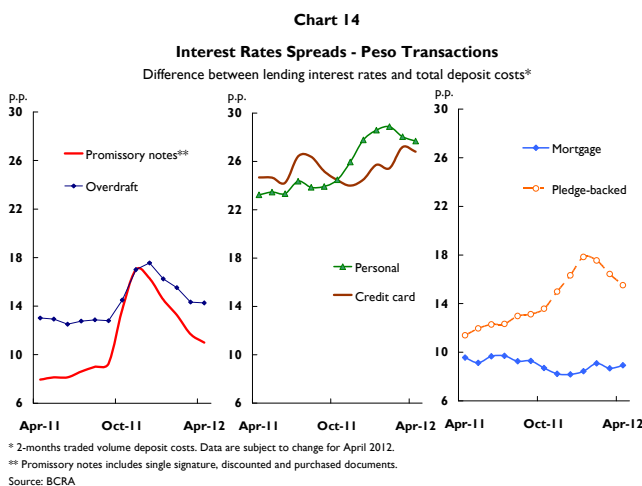 Chart 14
Interest Rates Spreads - Peso Transactions
Difference between lending interest rates and total deposit costs*
p.p.
30
26
22
18
14
10
6
Promissory notes**
Overdraft
Apr-11
Oct-11
Apr-12
p.p.
30
26
22
18
14
10
6
Personal
Credit card
Apr-11
Oct-11
Apr-12
p.p.
30
26
22
18
14
10
6
Mortgage
Pledge-backed
Apr-11
Oct-11
Apr-12
* 2-months traded volume deposit costs. Data are subject to change for April 2012.
** Promissory notes includes single signature, discounted and purchased documents.
Source: BCRA